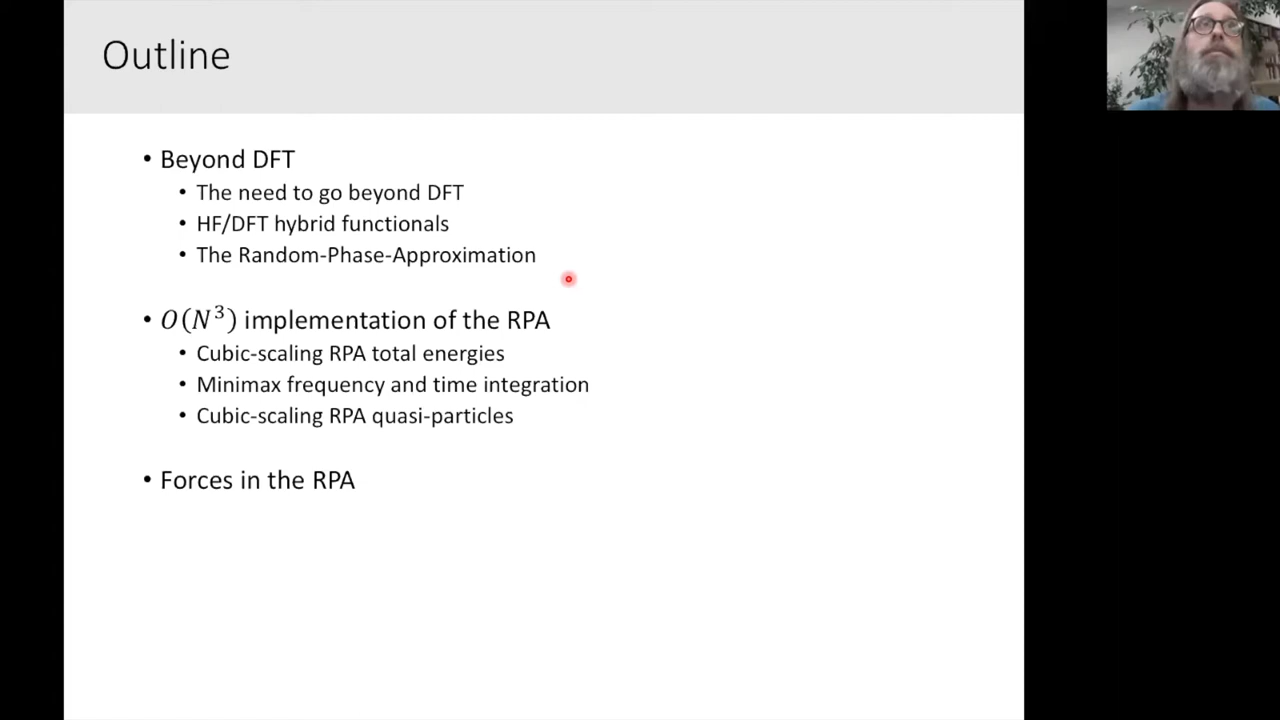 Outline
• Beyond DFT
• The need to go beyond DFT
• HF/DFT hybrid functionals
• The Random-Phase-Approximation
• O(N³) implementation of the RPA
• Cubic-scaling RPA total energies
• Minimax frequency and time integration
• Cubic-scaling RPA quasi-particles
• Forces in the RPA